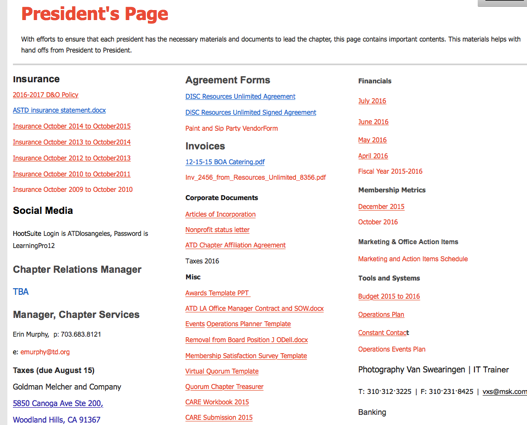 President's Page
With efforts to ensure that each president has the necessary materials and documents to lead the chapter, this page contains important contents. This materials helps with
hand offs from President to President.
Insurance
2016-2017 D&O Policy
ASTD insurance statement.docx
Insurance October 2014 to October2015
Insurance October 2013 to October2014
Insurance October 2012 to October2013
Insurance October 2010 to October2011
Insurance October 2009 to October 2010
Social Media
HootSuite Login is ATDlosangeles, Password is
LearningPro12
Chapter Relations Manager
TBA
Manager, Chapter Services
Erin Murphy, p: 703.683.8121
e: emurphy@td.org
Taxes (due August 15)
Goldman Melcher and Company
5850 Canoga Ave Ste 200,
Woodland Hills, CA 91367
Agreement Forms
DISC Resources Unlimited Agreement
DISC Resources Unlimited Signed Agreement
Paint and Sip Party VendorForm
Invoices
12-15-15 BOA Catering.pdf
Inv_2456_from_Resources_Unlimited_8356.pdf
Corporate Documents
Articles of Incorporation
Nonprofit status letter
ATD Chapter Affiliation Agreement
Taxes 2016
Misc
Awards Template PPT
ATD LA Office Manager Contract and SOW.docx
Events Operations Planner Template
Removal from Board Position J ODell.docx
Membership Satisfaction Survey Template
Virtual Quorum Template
Quorum Chapter Treasurer
CARE Workbook 2015
CARE Submission 2015
Financials
July 2016
June 2016
May 2016
April 2016
Fiscal Year 2015-2016
Membership Metrics
December 2015
October 2016
Marketing & Office Action Items
Marketing and Action Items Schedule
Tools and Systems
Budget 2015 to 2016
Operations Plan
Constant Contact
Operations Events Plan
Photography Van Swearingen | IT Trainer
T: 310·312·3225 | F: 310·231·8425 | vxs@msk.com
Banking